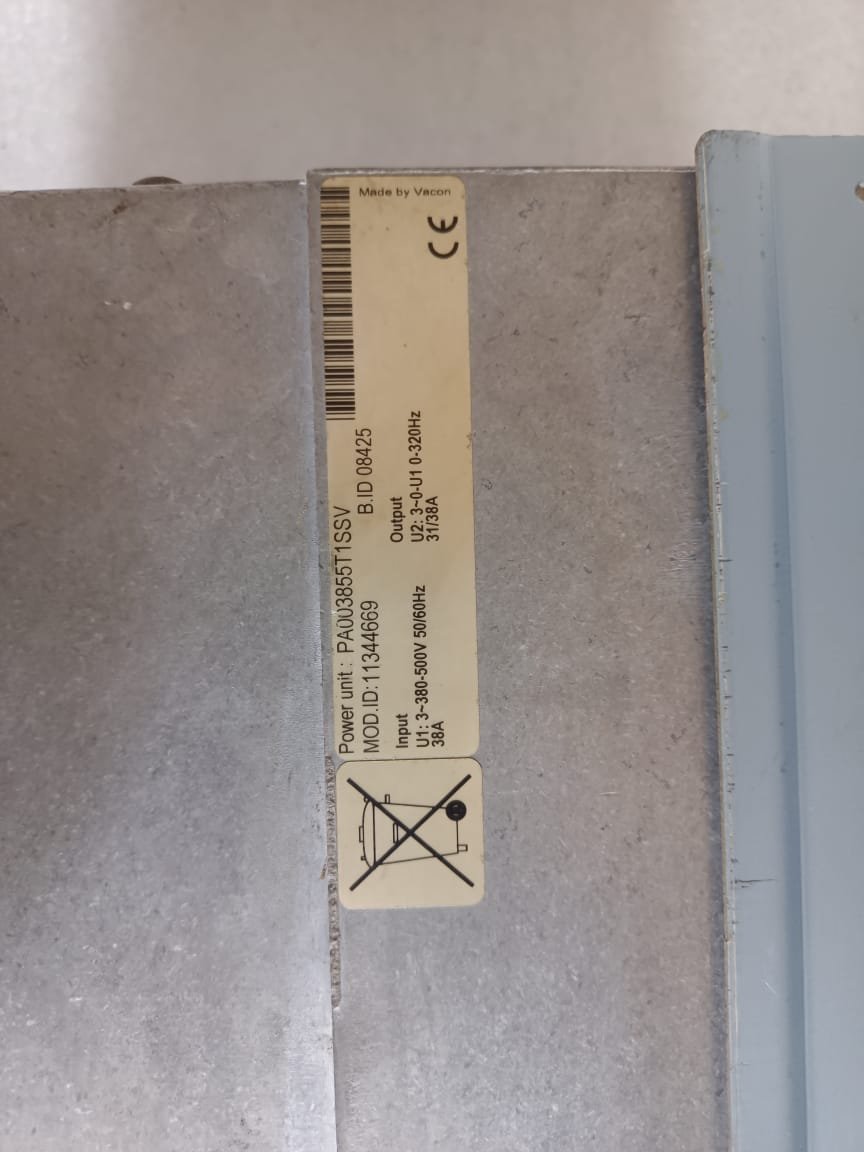 Made by Vacon
CE
Power unit.: PA003855T1SSV
MOD.ID:11344669 B.ID 08425
Input
U1: 3~380-500V 50/60Hz
38A
Output
U2: 3~0-U1 0-320Hz
31/38A